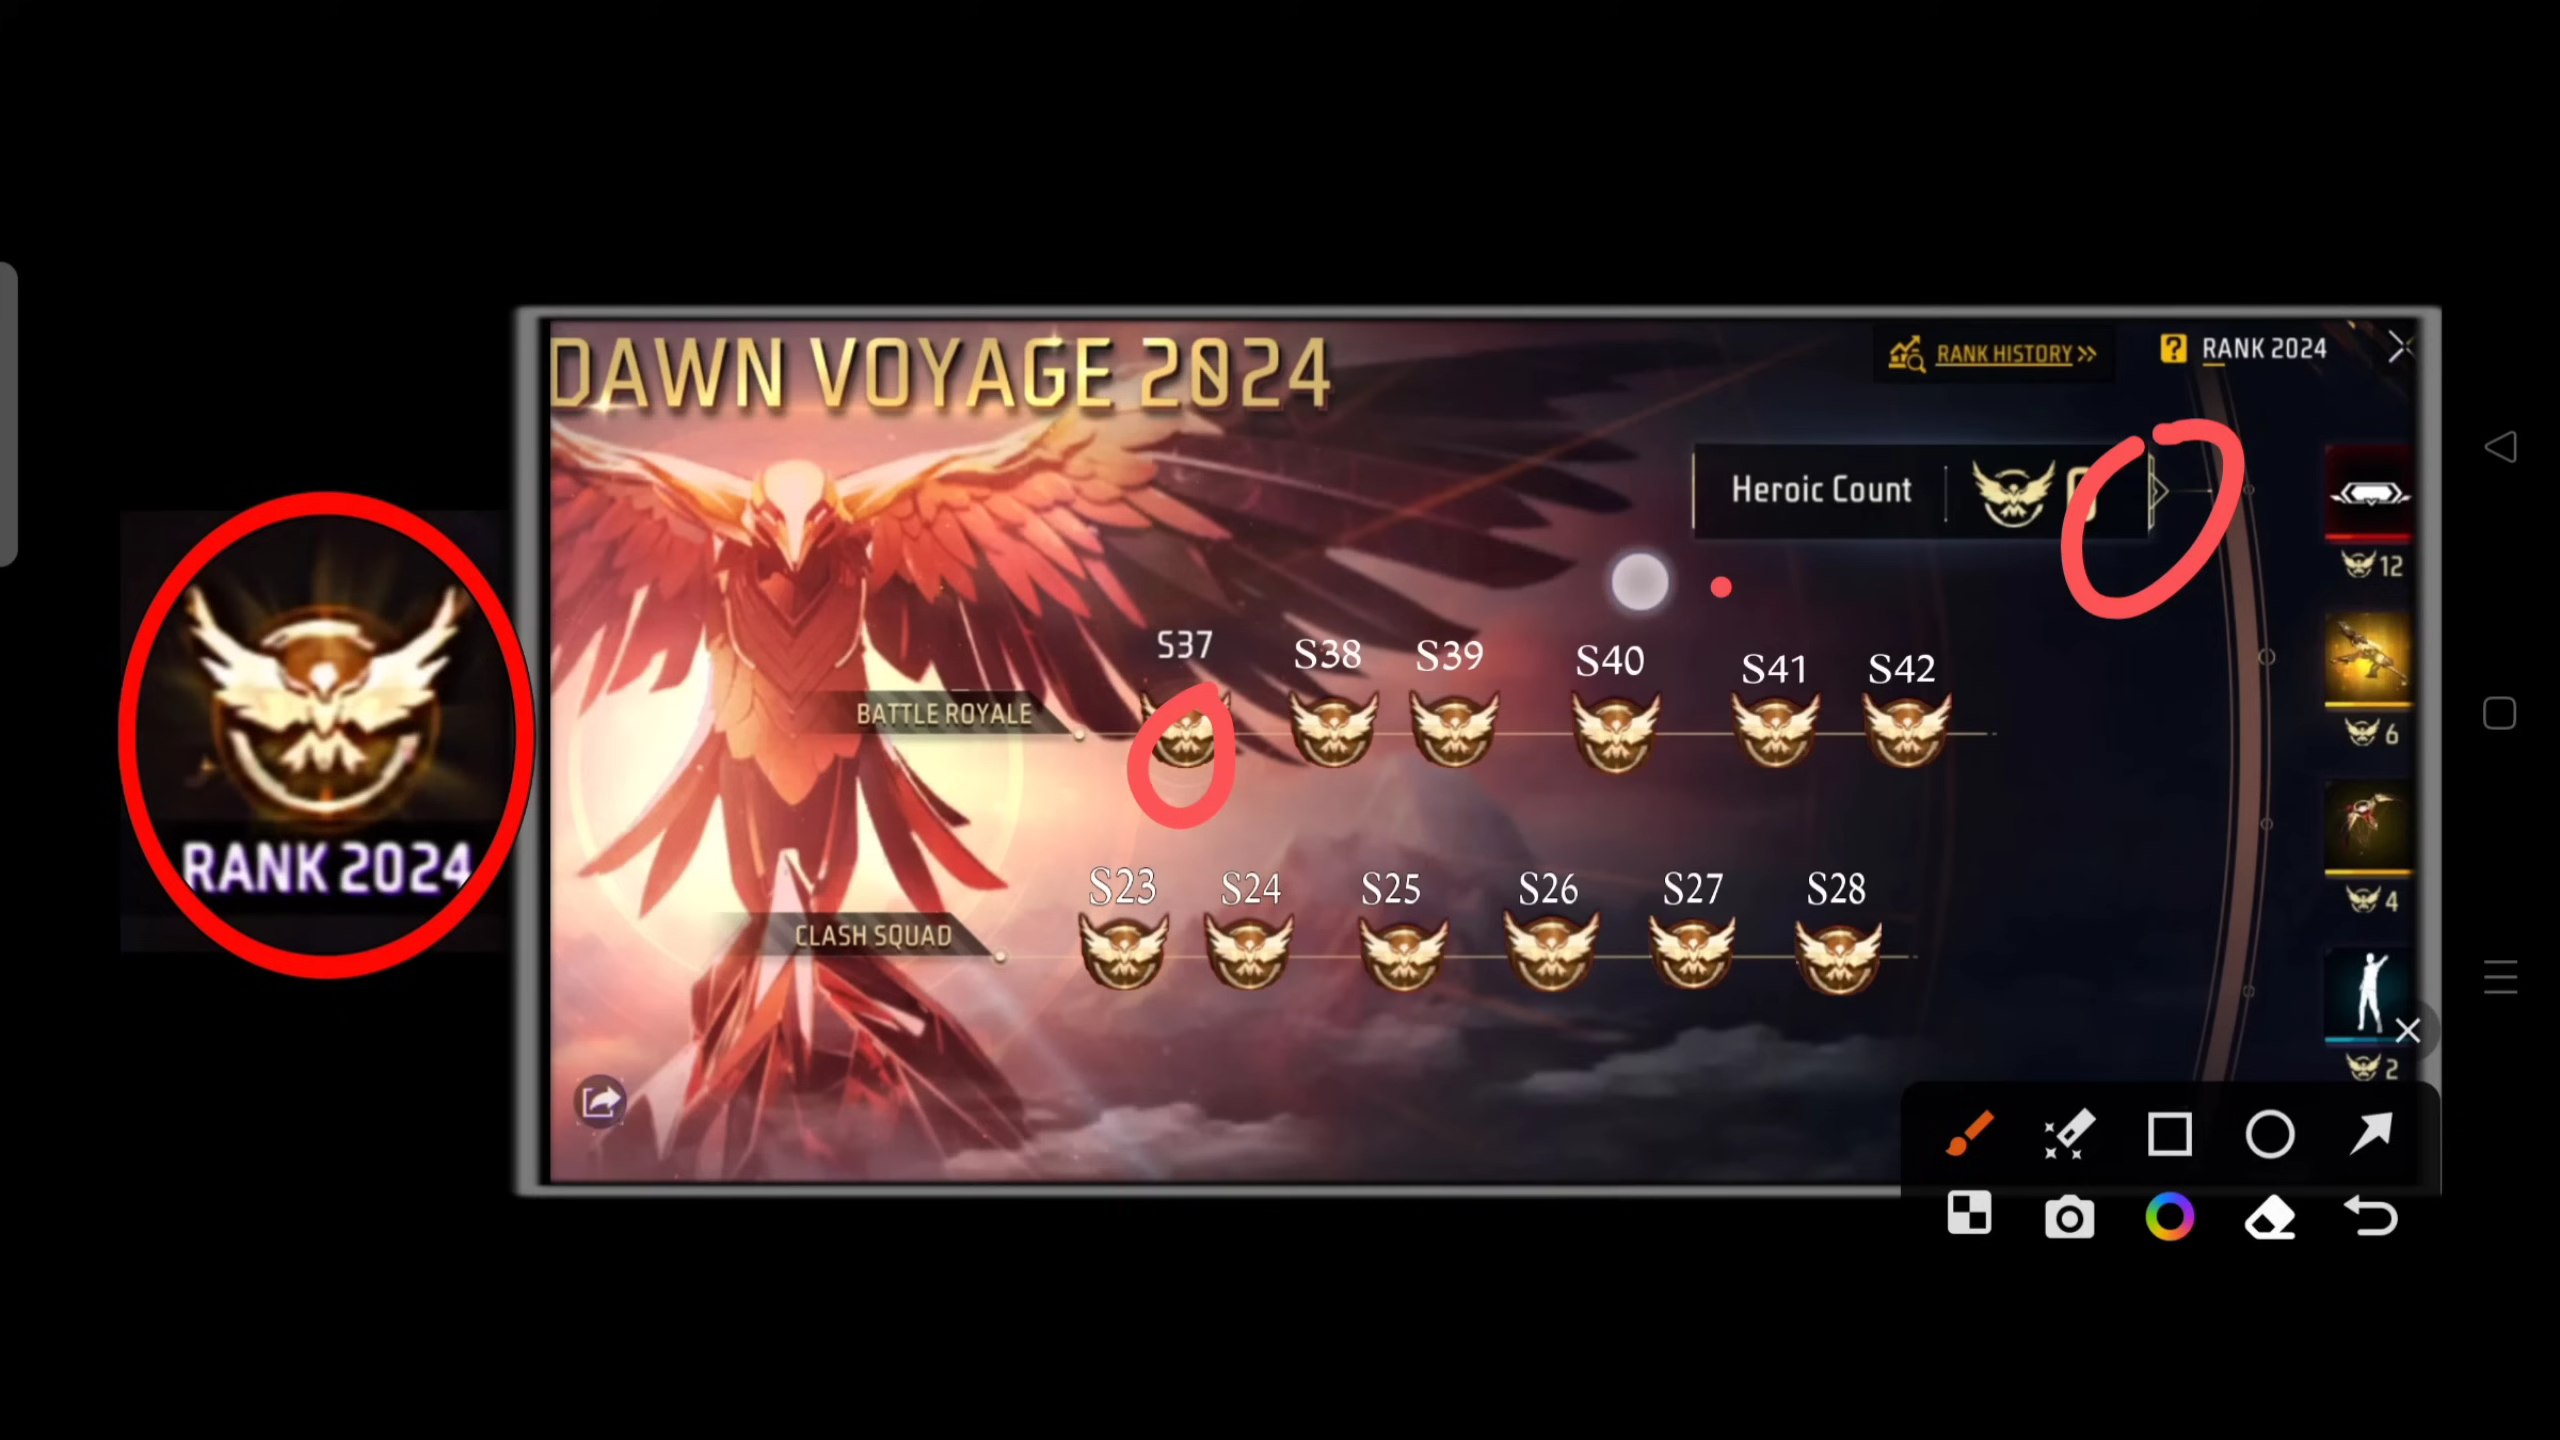 DAWN VOYAGE 2024
RANK HISTORY
RANK 2024
Heroic Count
12
S37 S38 S39 S40 S41 S42
BATTLE ROYALE
6
RANK 2024
S23 S24 S25 S26 S27 S28
4
CLASH SQUAD
2